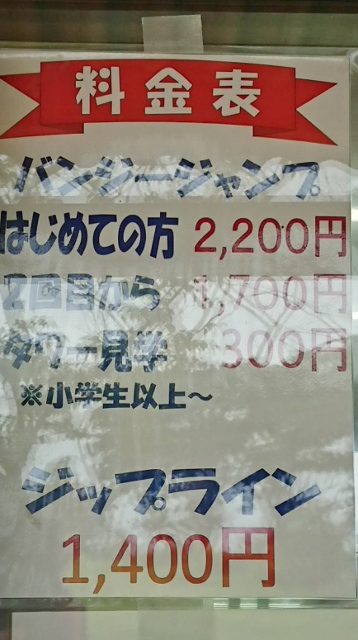 料金表
バンジージャンプ
はじめての方 2,200円
2回目から 1,700円
タワー見学 300円
※小学生以上～
ジップライン
1,400円